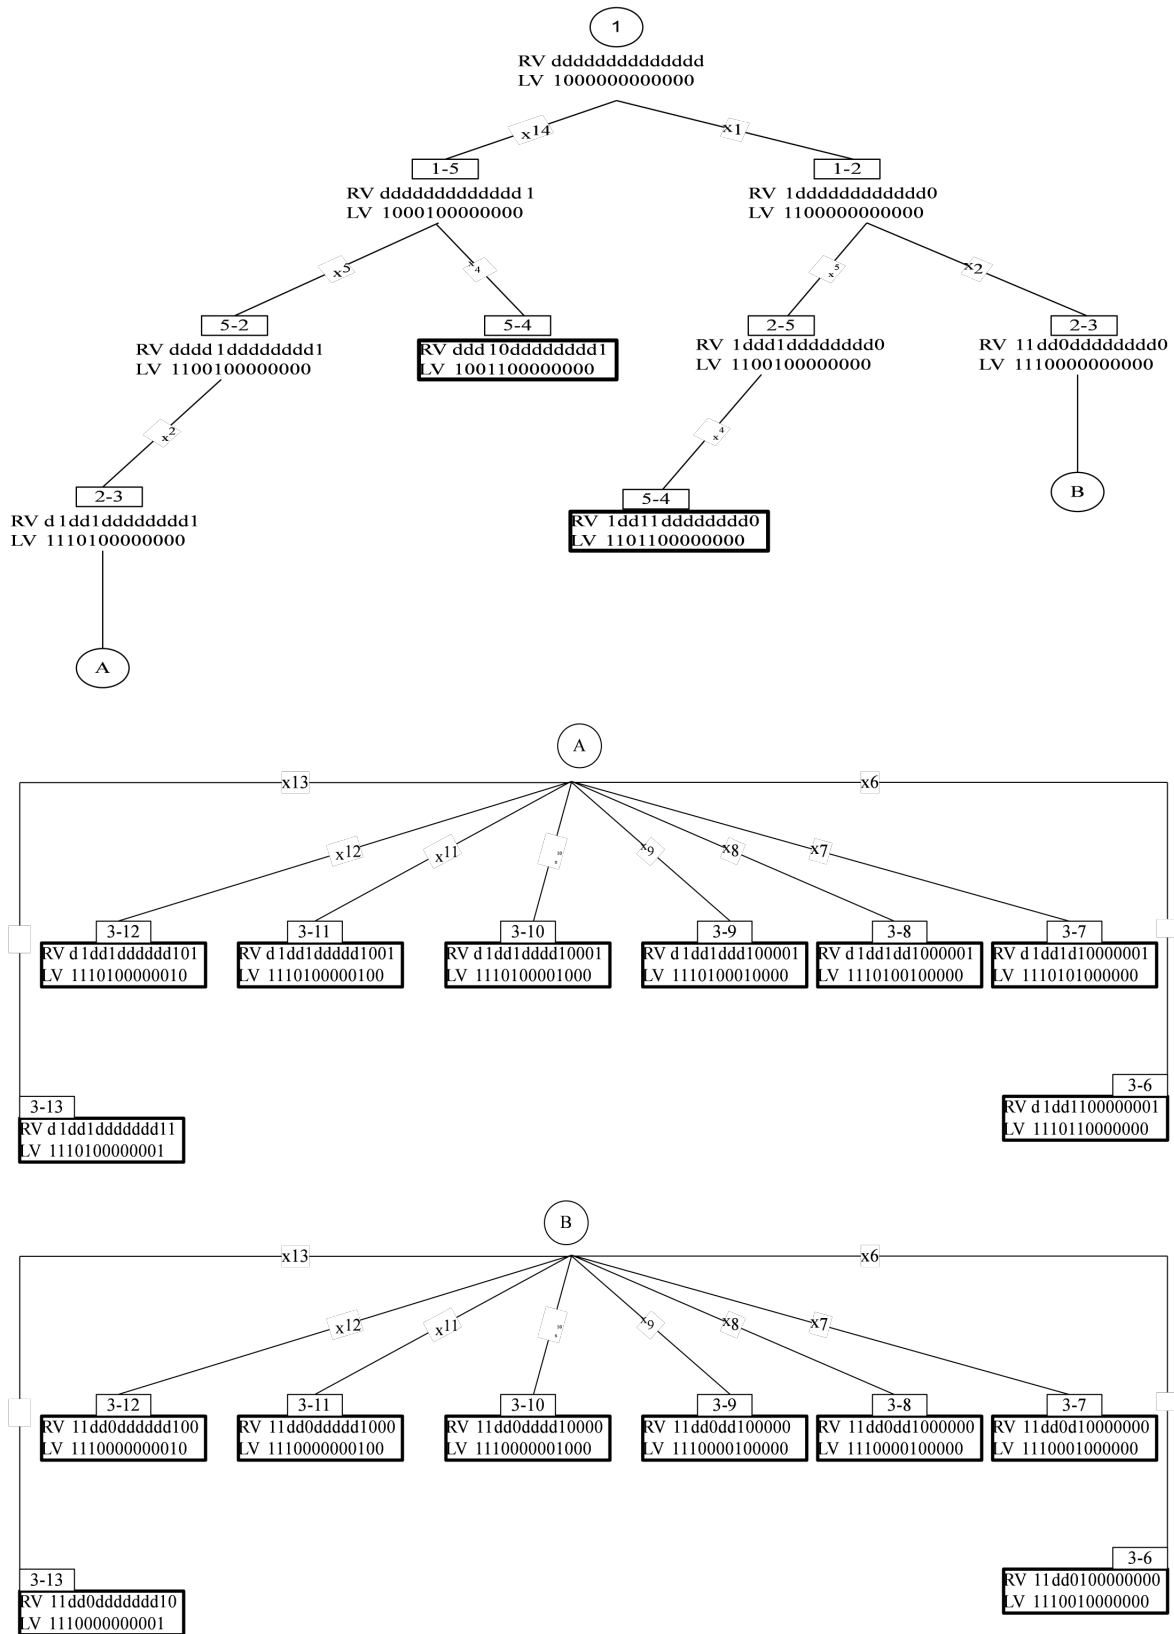 1
RV dddddddddddddd
LV 1000000000000
x14
x1
1-5
1-2
RV ddddddddddddd 1
LV 1000100000000
RV 1dddddddddddd0
LV 1100000000000
x5
x4
x5
x2
5-2
5-4
2-5
2-3
RV dddd 1dddddddd1
LV 1100100000000
RV ddd 10dddddddd1
LV 1001100000000
RV 1ddd1dddddddd0
LV 1100100000000
RV 11dd0dddddddd0
LV 1110000000000
x2
x4
2-3
5-4
B
RV d 1dd1dddddddd1
LV 1110100000000
RV 1dd11dddddddd0
LV 1101100000000
A
A
x13
x6
x12
x11
x10
x9
x8
x7
3-12
3-11
3-10
3-9
3-8
3-7
RV d 1dd1dddddd101
LV 1110100000010
RV d 1dd1ddddd1001
LV 1110100000100
RV d 1dd1dddd10001
LV 1110100001000
RV d 1dd1ddd100001
LV 1110100010000
RV d 1dd1dd1000001
LV 1110100100000
RV d 1dd1d10000001
LV 1110101000000
3-13
RV d 1dd1ddddddd11
LV 1110100000001
3-6
RV d 1dd1100000001
LV 1110110000000
B
x13
x6
x12
x11
x10
x9
x8
x7
3-12
3-11
3-10
3-9
3-8
3-7
RV 11dd0dddddd100
LV 1110000000010
RV 11dd0ddddd1000
LV 1110000000100
RV 11dd0dddd10000
LV 1110000001000
RV 11dd0dd100000
LV 1110000100000
RV 11dd0dd1000000
LV 1110000100000
RV 11dd0d10000000
LV 1110001000000
3-13
RV 11dd0ddddddd10
LV 1110000000001
3-6
RV 11dd0100000000
LV 1110010000000